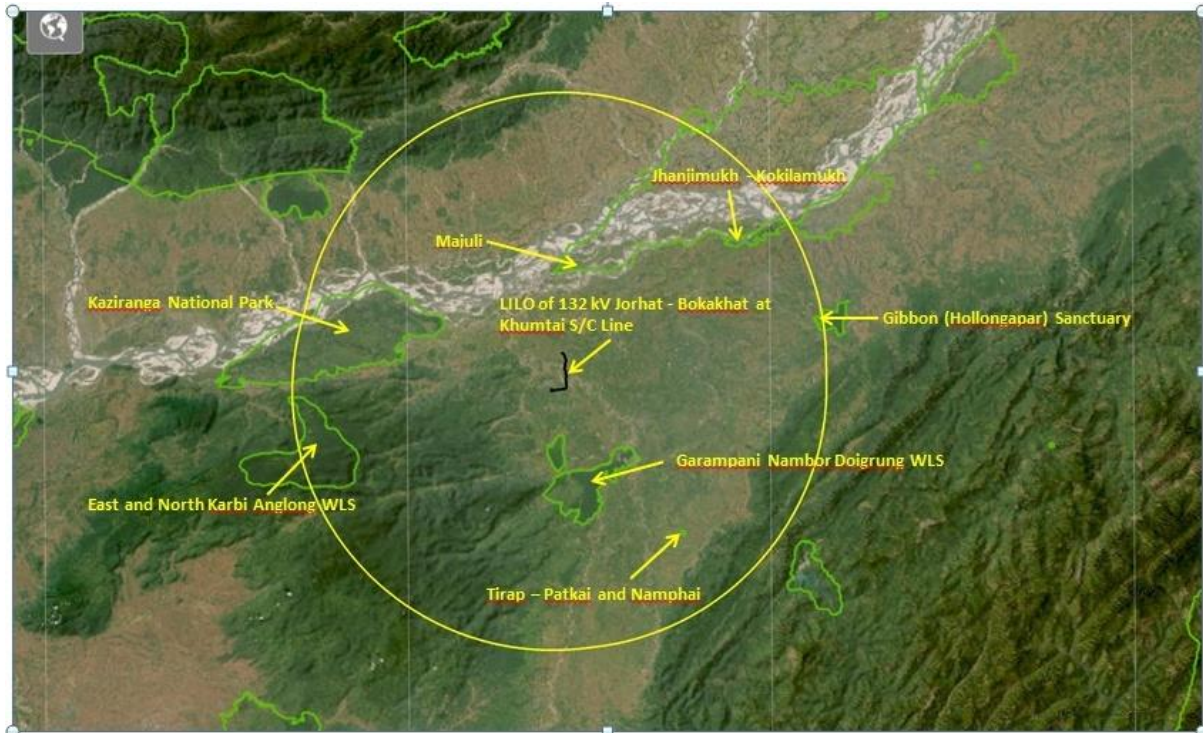 Jhanjimukh - Kokilamukh
Majuli
Kaziranga National Park
LILO of 132 kV Jorhat - Bokakhat at
Khumtai S/C Line
Gibbon (Hollongapar) Sanctuary
Garampani Nambor Doigrung WLS
East and North Karbi Anglong WLS
Tirap – Patkai and Namphai